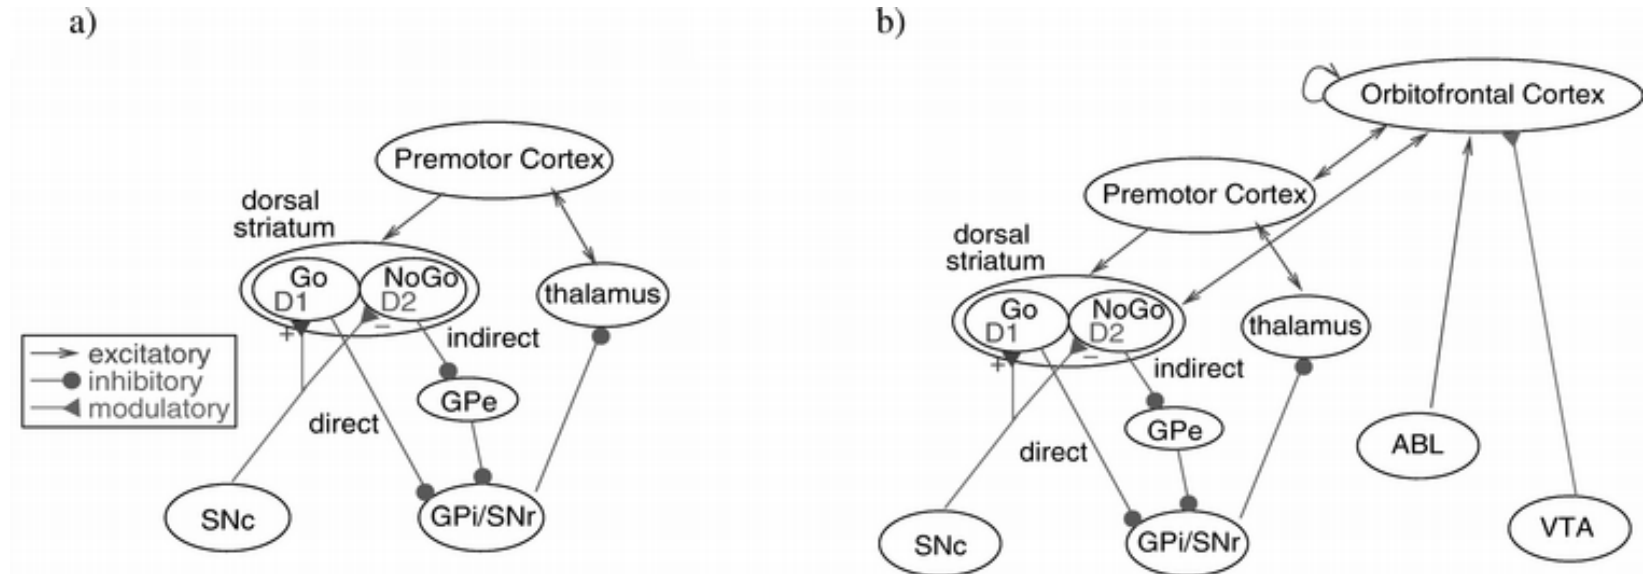 a)
Premotor Cortex
dorsal
striatum
Go
D1
NoGo
D2
+
−
thalamus
indirect
excitatory
inhibitory
modulatory
GPe
direct
SNc
GPi/SNr
b)
Orbitofrontal Cortex
Premotor Cortex
dorsal
striatum
Go
D1
NoGo
D2
+
−
thalamus
indirect
GPe
direct
ABL
SNc
GPi/SNr
VTA